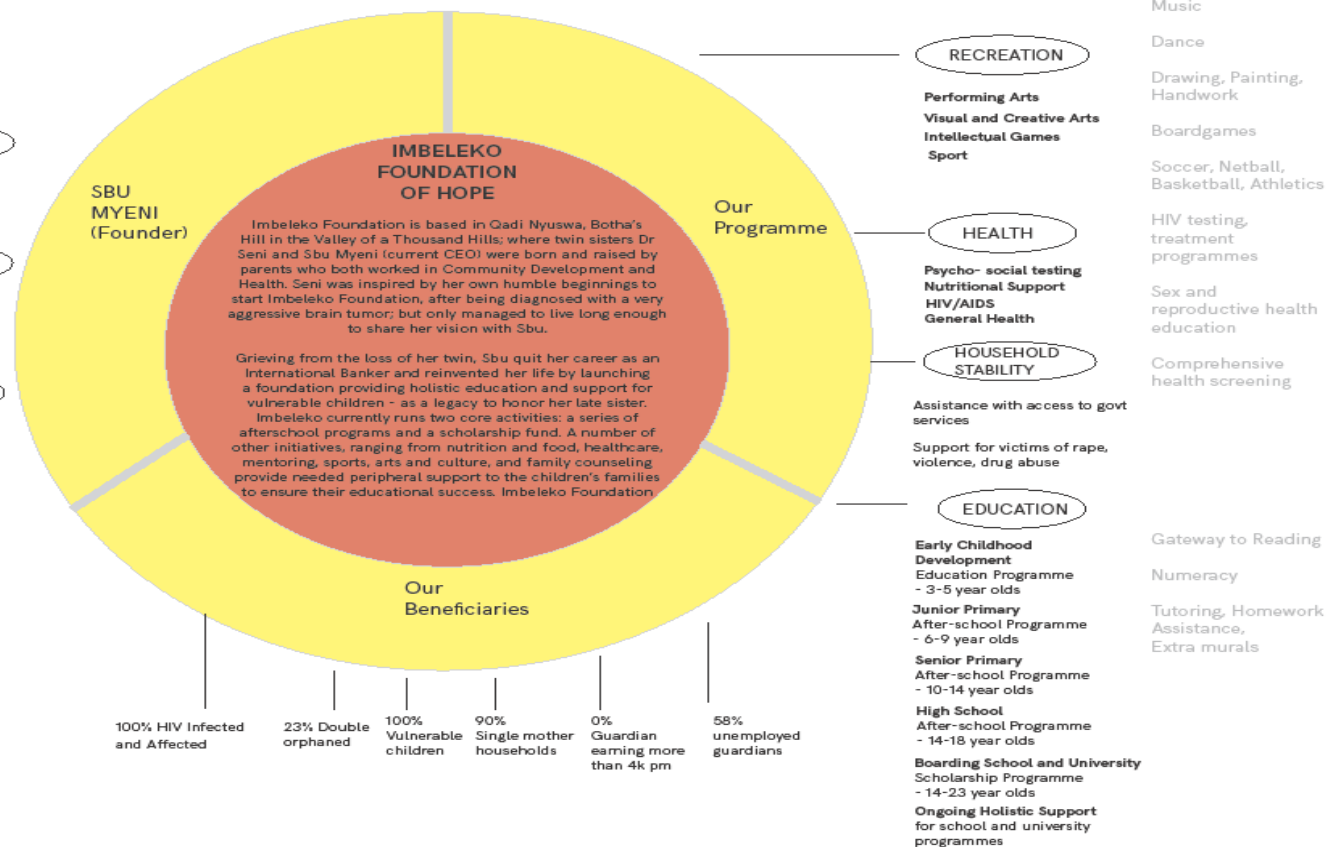 IMBELEKO
FOUNDATION
OF HOPE
Imbeleko Foundation is based in Qadi Nyuswa, Botha's
Hill in the Valley of a Thousand Hills; where twin sisters Dr
Seni and Sbu Myeni (current CEO) were born and raised by
parents who both worked in Community Development and
Health. Seni was inspired by her own humble beginnings to
start Imbeleko Foundation, after being diagnosed with a very
aggressive brain tumor; but only managed to live long enough
to share her vision with Sbu.
Grieving from the loss of her twin, Sbu quit her career as an
International Banker and reinvented her life by launching
a foundation providing holistic education and support for
vulnerable children - as a legacy to honor her late sister.
Imbeleko currently runs two core activities: a series of
afterschool programs and a scholarship fund. A number of
other initiatives, ranging from nutrition and food, healthcare,
mentoring, sports, arts and culture, and family counseling
provide needed peripheral support to the children's families
to ensure their educational success. Imbeleko Foundation
SBU
MYENI
(Founder)
Our
Programme
Our
Beneficiaries
100% HIV Infected
and Affected
23% Double
orphaned
100%
Vulnerable
children
90%
Single mother
households
0%
Guardian
earning more
than 4k pm
58%
unemployed
guardians
RECREATION
Performing Arts
Visual and Creative Arts
Intellectual Games
Sport
HEALTH
Psycho- social testing
Nutritional Support
HIV/AIDS
General Health
HOUSEHOLD
STABILITY
Assistance with access to govt
services
Support for victims of rape,
violence, drug abuse
EDUCATION
Early Childhood
Development
Education Programme
- 3-5 year olds
Junior Primary
After-school Programme
- 6-9 year olds
Senior Primary
After-school Programme
- 10-14 year olds
High School
After-school Programme
- 14-18 year olds
Boarding School and University
Scholarship Programme
- 14-23 year olds
Ongoing Holistic Support
for school and university
programmes
Music
Dance
Drawing, Painting,
Handwork
Boardgames
Soccer, Netball,
Basketball, Athletics
HIV testing,
treatment
programmes
Sex and
reproductive health
education
Comprehensive
health screening
Gateway to Reading
Numeracy
Tutoring, Homework
Assistance,
Extra murals